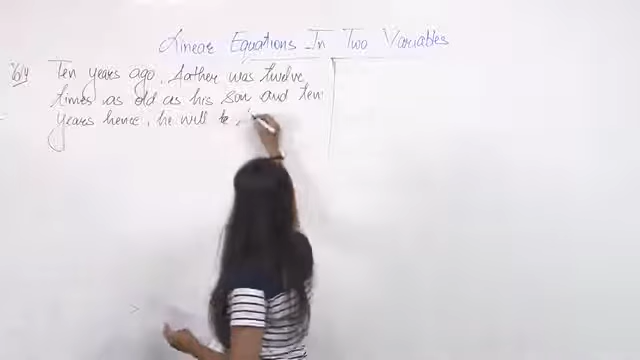 Linear Equations In Two Variables
Ten years ago, father was twelve
times as old as his son and ten
years hence, he will be